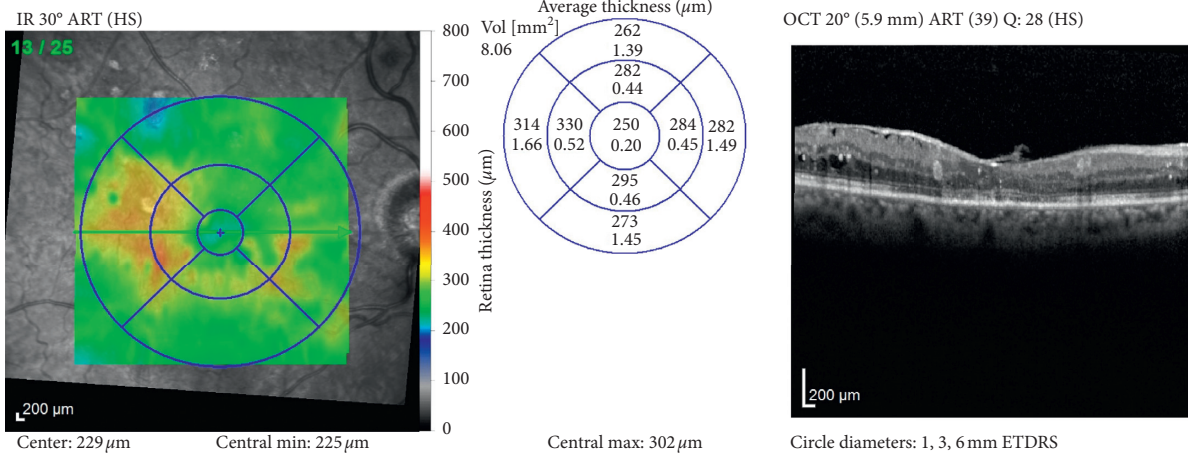 IR 30° ART (HS)
13 / 25
200 µm
800
700
600
500
400
300
200
100
0
Retina thickness (µm)
Center: 229 µm
Central min: 225 µm
Average thickness (µm)
Vol [mm²]
8.06
262
1.39
282
0.44
314
1.66
330
0.52
250
0.20
284
0.45
282
1.49
295
0.46
273
1.45
Central max: 302 µm
OCT 20° (5.9 mm) ART (39) Q: 28 (HS)
200 µm
Circle diameters: 1, 3, 6 mm ETDRS